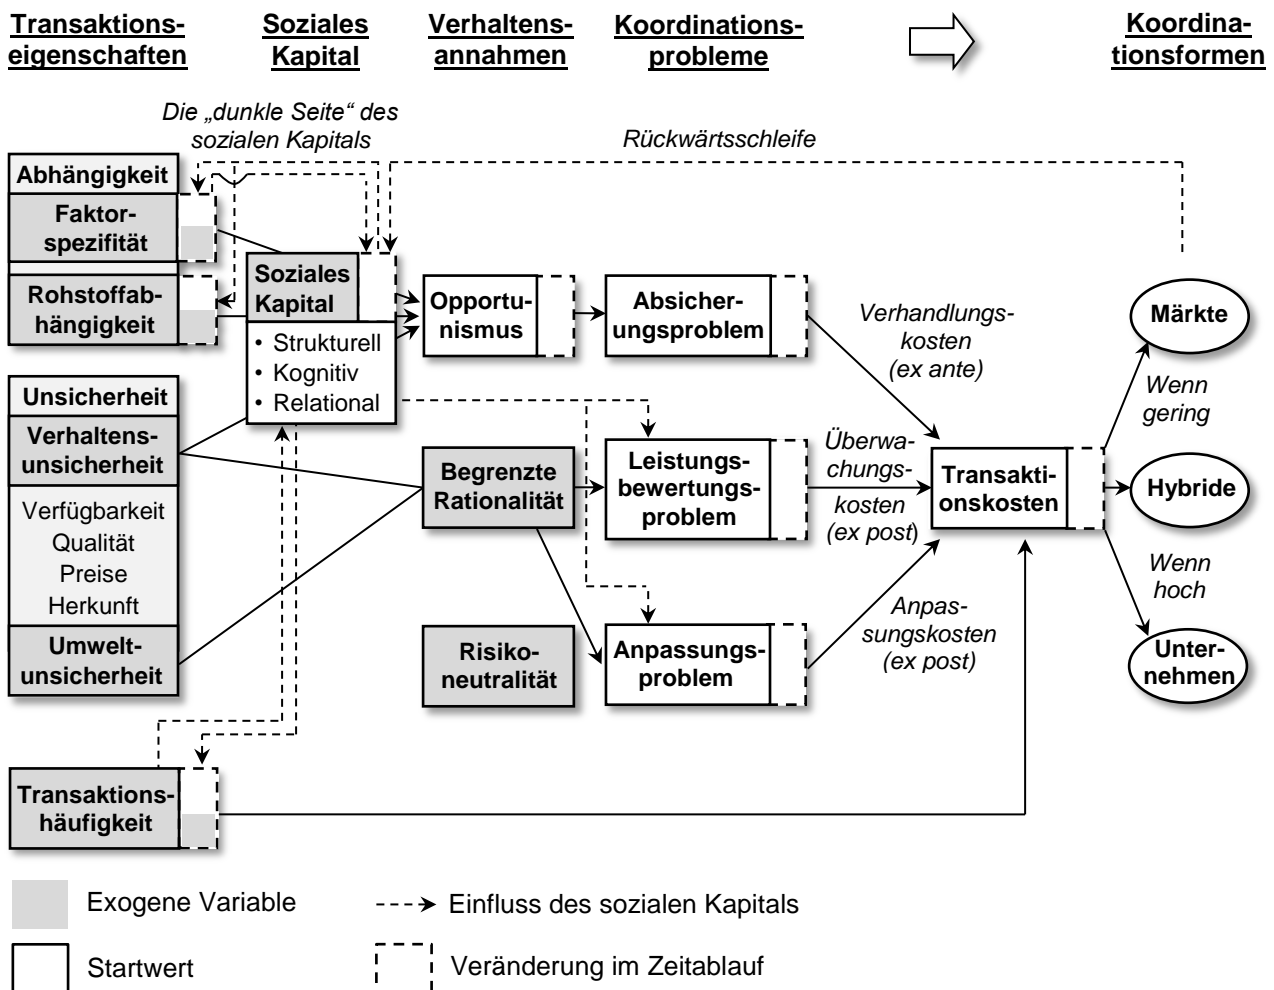 Transaktions-
eigenschaften
Soziales
Kapital
Verhaltens-
annahmen
Koordinations-
probleme
Koordina-
tionsformen
Die „dunkle Seite“ des
sozialen Kapitals
Rückwärtsschleife
Abhängigkeit
Faktor-
spezifität
Rohstoffab-
hängigkeit
Soziales
Kapital
• Strukturell
• Kognitiv
• Relational
Opportu-
nismus
Absicher-
ungsproblem
Verhandlungs-
kosten
(ex ante)
Märkte
Wenn
gering
Unsicherheit
Verhaltens-
unsicherheit
Verfügbarkeit
Qualität
Preise
Herkunft
Umwelt-
unsicherheit
Begrenzte
Rationalität
Leistungs-
bewertungs-
problem
Überwa-
chungs-
kosten
(ex post)
Transakti-
onskosten
Hybride
Wenn
hoch
Risiko-
neutralität
Anpassungs-
problem
Anpas-
sungskosten
(ex post)
Unter-
nehmen
Transaktions-
häufigkeit
Exogene Variable
Einfluss des sozialen Kapitals
Startwert
Veränderung im Zeitablauf